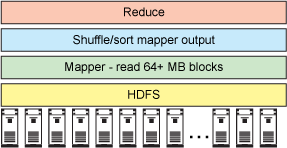 Reduce
Shuffle/sort mapper output
Mapper - read 64+ MB blocks
HDFS
...